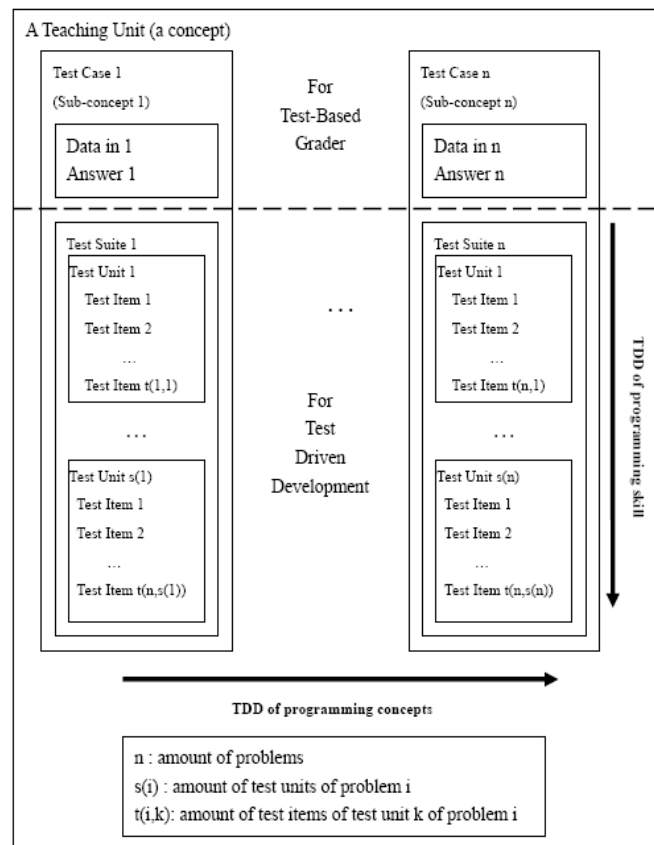 A Teaching Unit (a concept)
Test Case 1
(Sub-concept 1)
Data in 1
Answer 1
For
Test-Based
Grader
Test Case n
(Sub-concept n)
Data in n
Answer n
Test Suite 1
Test Unit 1
Test Item 1
Test Item 2
...
Test Item t(1,1)
...
Test Unit s(1)
Test Item 1
Test Item 2
...
Test Item t(n,s(1))
...
For
Test
Driven
Development
Test Suite n
Test Unit 1
Test Item 1
Test Item 2
...
Test Item t(n,1)
...
Test Unit s(n)
Test Item 1
Test Item 2
...
Test Item t(n,s(n))
TDD of programming
skill
TDD of programming concepts
n : amount of problems
s(i) : amount of test units of problem i
t(i,k): amount of test items of test unit k of problem i